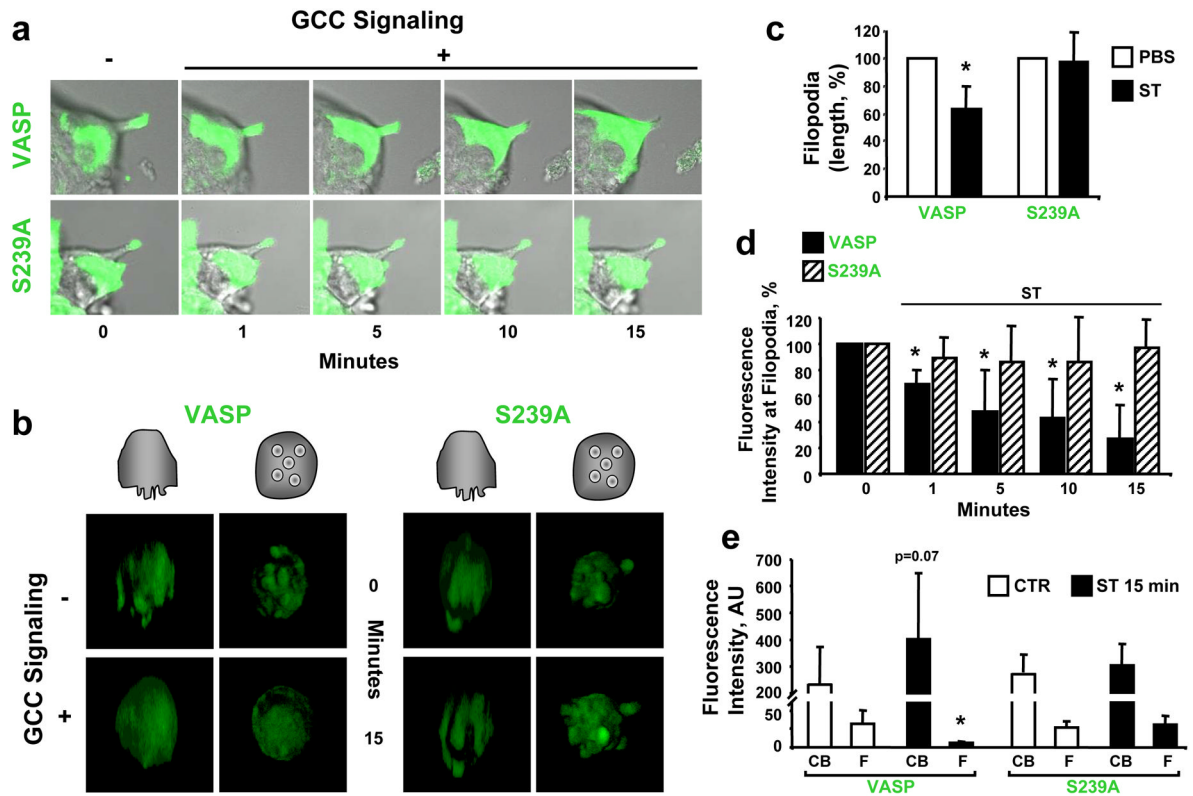 a
GCC Signaling
-
+
VASP
S239A
0
1
5
10
15
Minutes
b
VASP
S239A
GCC Signaling
-
+
0
Minutes
15
c
Filopodia
(length, %)
120
100
80
60
40
20
0
*
PBS
ST
VASP
S239A
d
VASP
S239A
ST
Fluorescence
Intensity at Filopodia, %
120
100
80
60
40
20
0
*
*
*
*
0
1
5
10
15
Minutes
e
Fluorescence
Intensity, AU
700
600
500
400
300
200
50
0
p=0.07
*
CTR
ST 15 min
CB
F
CB
F
CB
F
CB
F
VASP
S239A